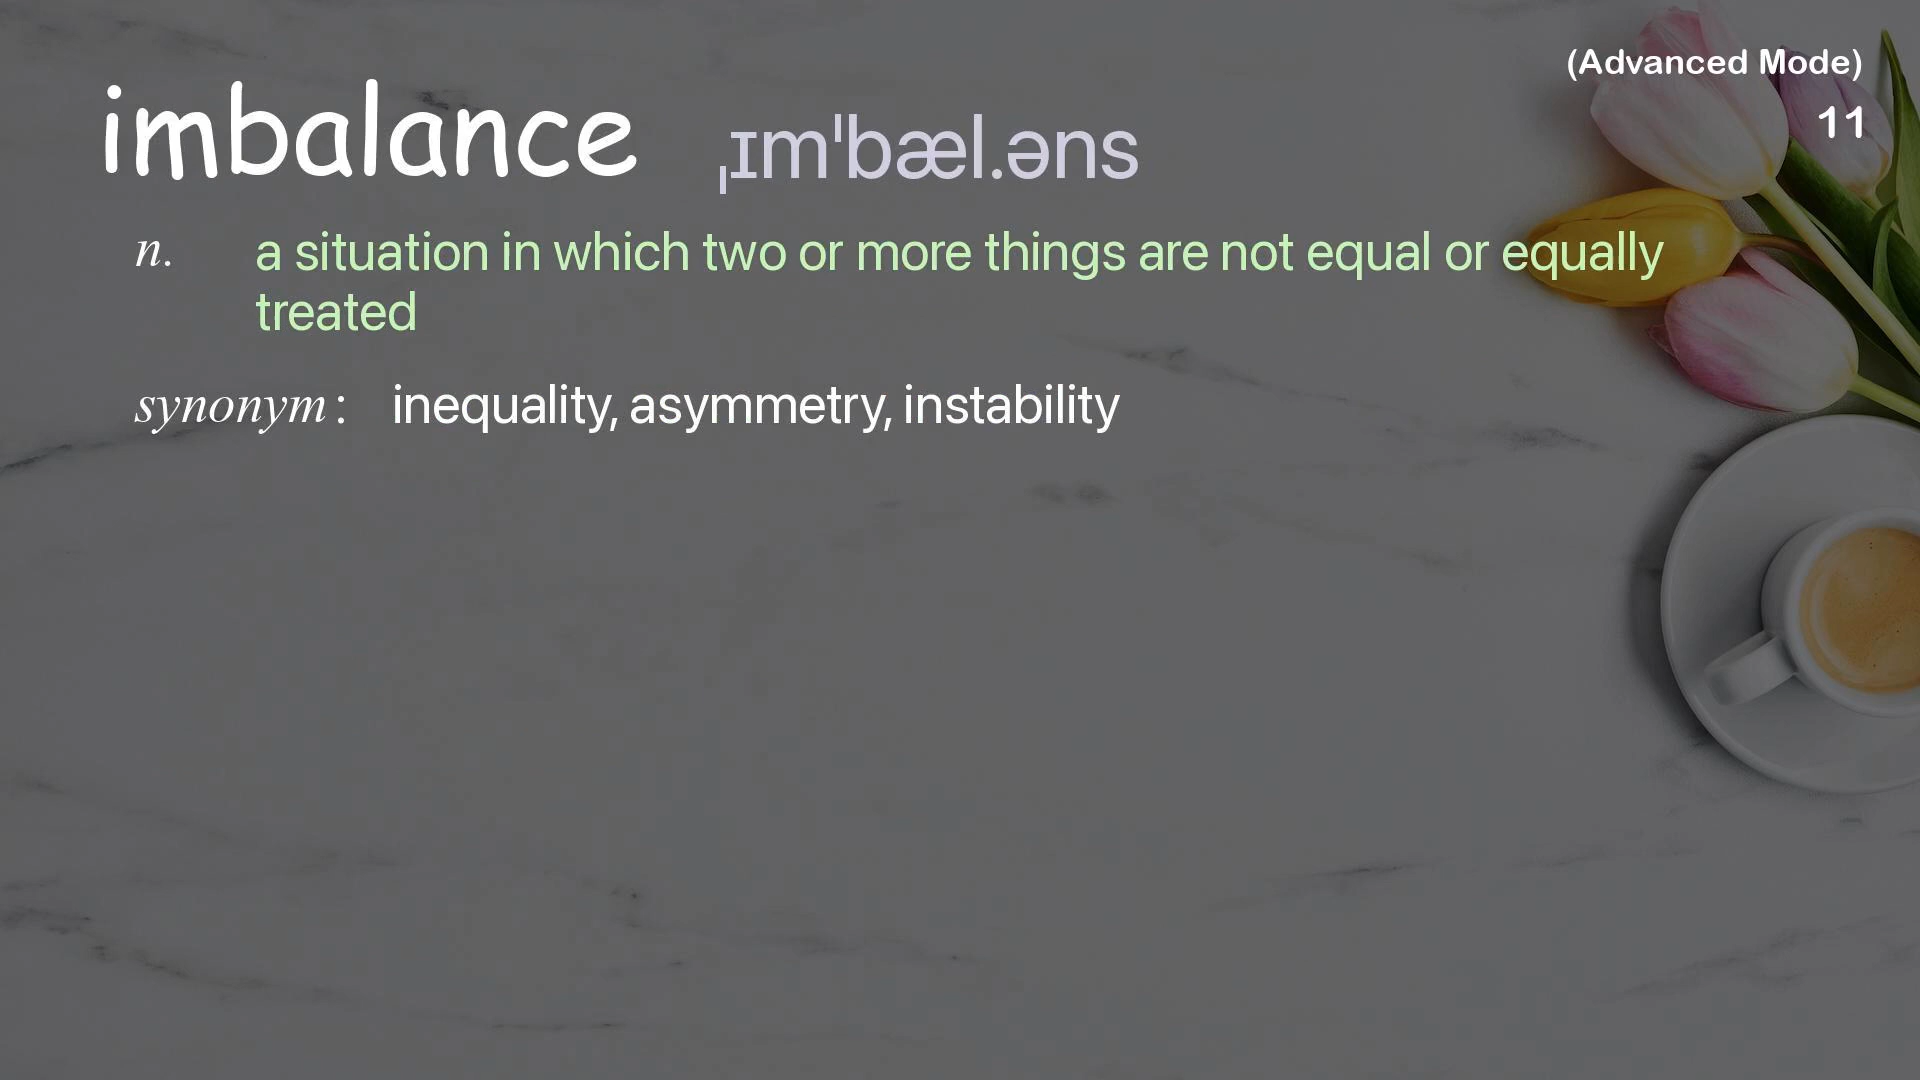 (Advanced Mode)
11
imbalance ˌɪmˈbæl.əns
n. a situation in which two or more things are not equal or equally
treated
synonym: inequality, asymmetry, instability